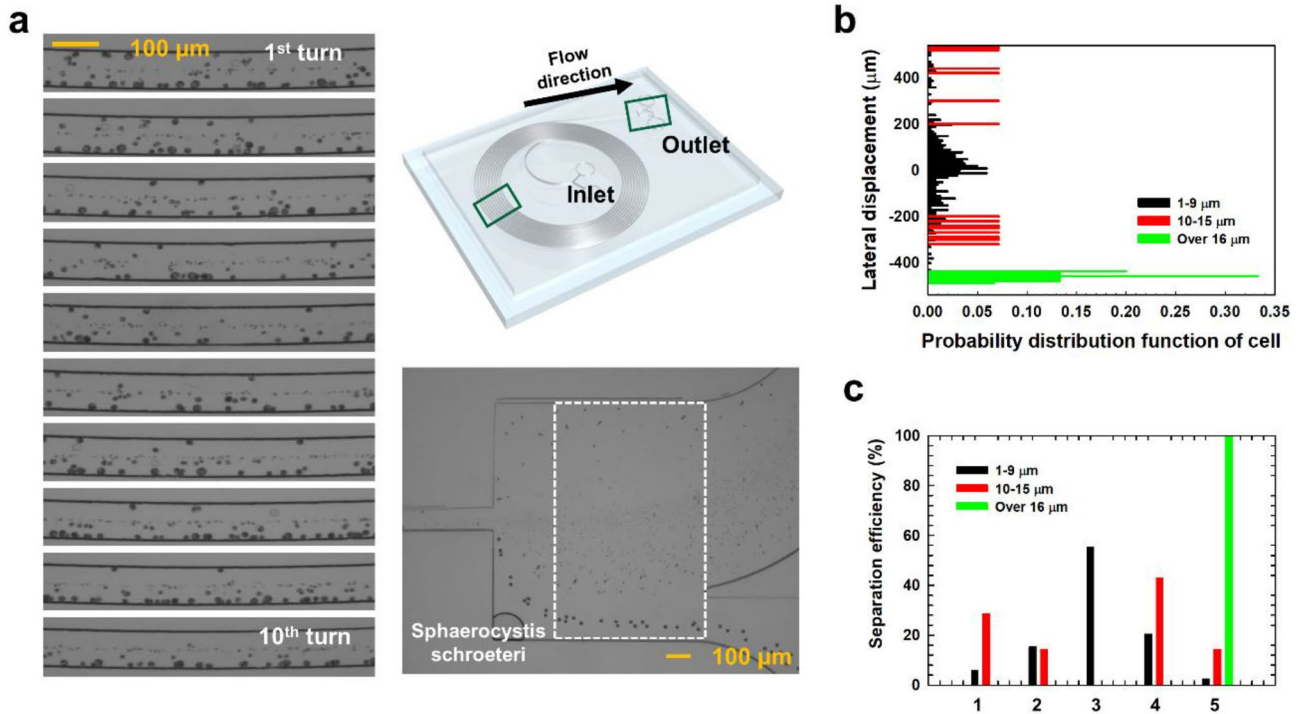 a
100 µm
1st turn
10th turn
Flow
direction
Outlet
Inlet
Sphaerocystis
schroeteri
100 µm
b
Lateral displacement (µm)
400
200
0
-200
-400
1-9 µm
10-15 µm
Over 16 µm
0.00 0.05 0.10 0.15 0.20 0.25 0.30 0.35
Probability distribution function of cell
c
Separation efficiency (%)
100
80
60
40
20
0
1-9 µm
10-15 µm
Over 16 µm
1 2 3 4 5